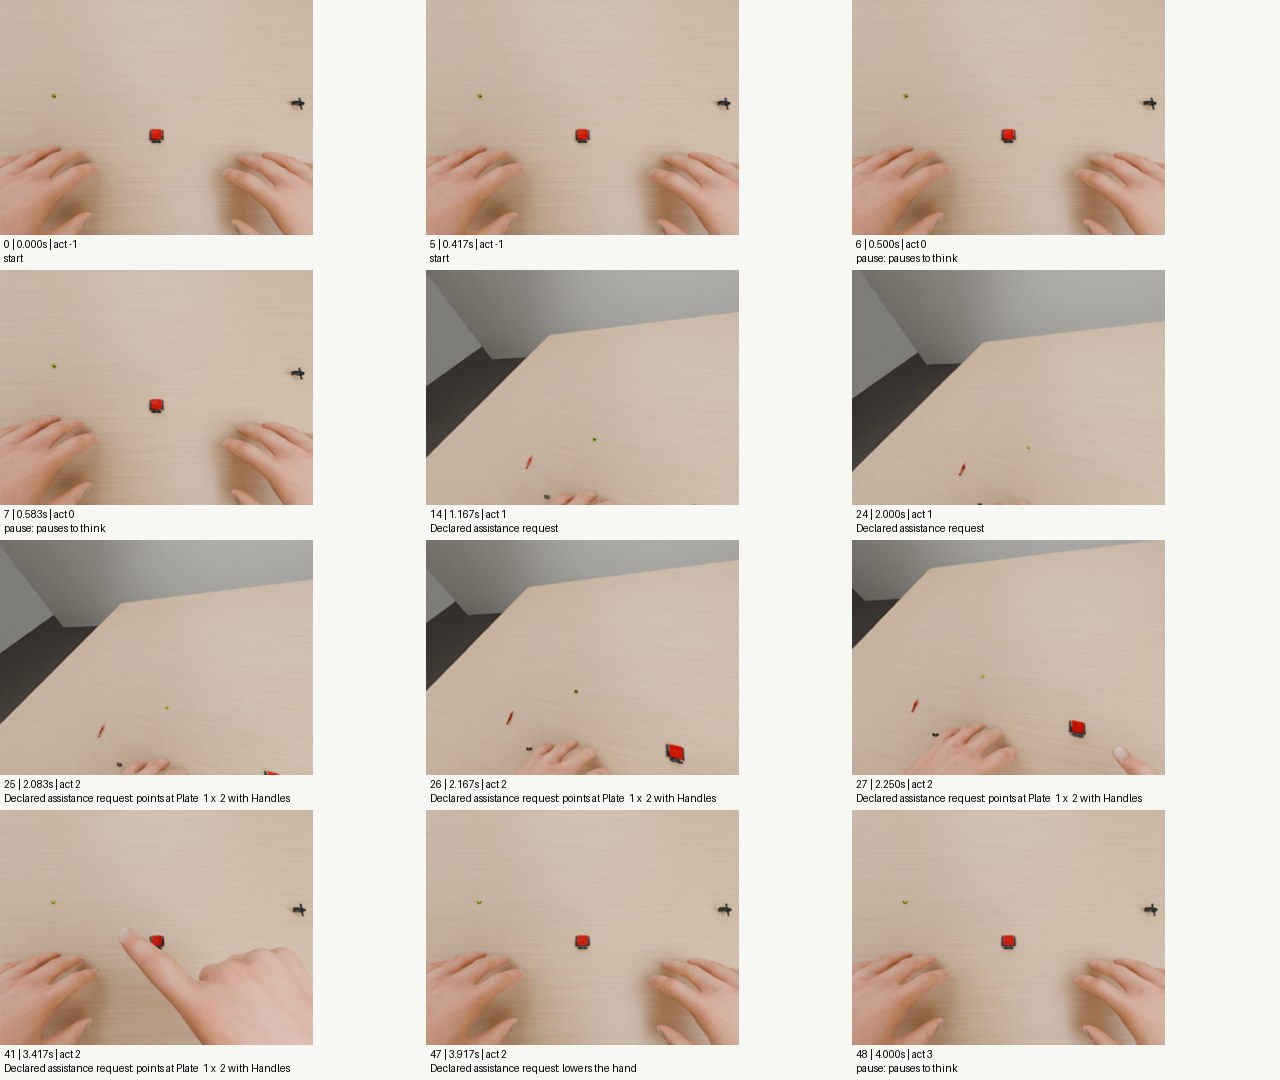 0 | 0.000s | act -1
start
5 | 0.417s | act -1
start
6 | 0.500s | act 0
pause: pauses to think
7 | 0.583s | act 0
pause: pauses to think
14 | 1.167s | act 1
Declared assistance request
24 | 2.000s | act 1
Declared assistance request
25 | 2.083s | act 2
Declared assistance request: points at Plate 1 x 2 with Handles
26 | 2.167s | act 2
Declared assistance request: points at Plate 1 x 2 with Handles
27 | 2.250s | act 2
Declared assistance request: points at Plate 1 x 2 with Handles
41 | 3.417s | act 2
Declared assistance request: points at Plate 1 x 2 with Handles
47 | 3.917s | act 2
Declared assistance request: lowers the hand
48 | 4.000s | act 3
pause: pauses to think